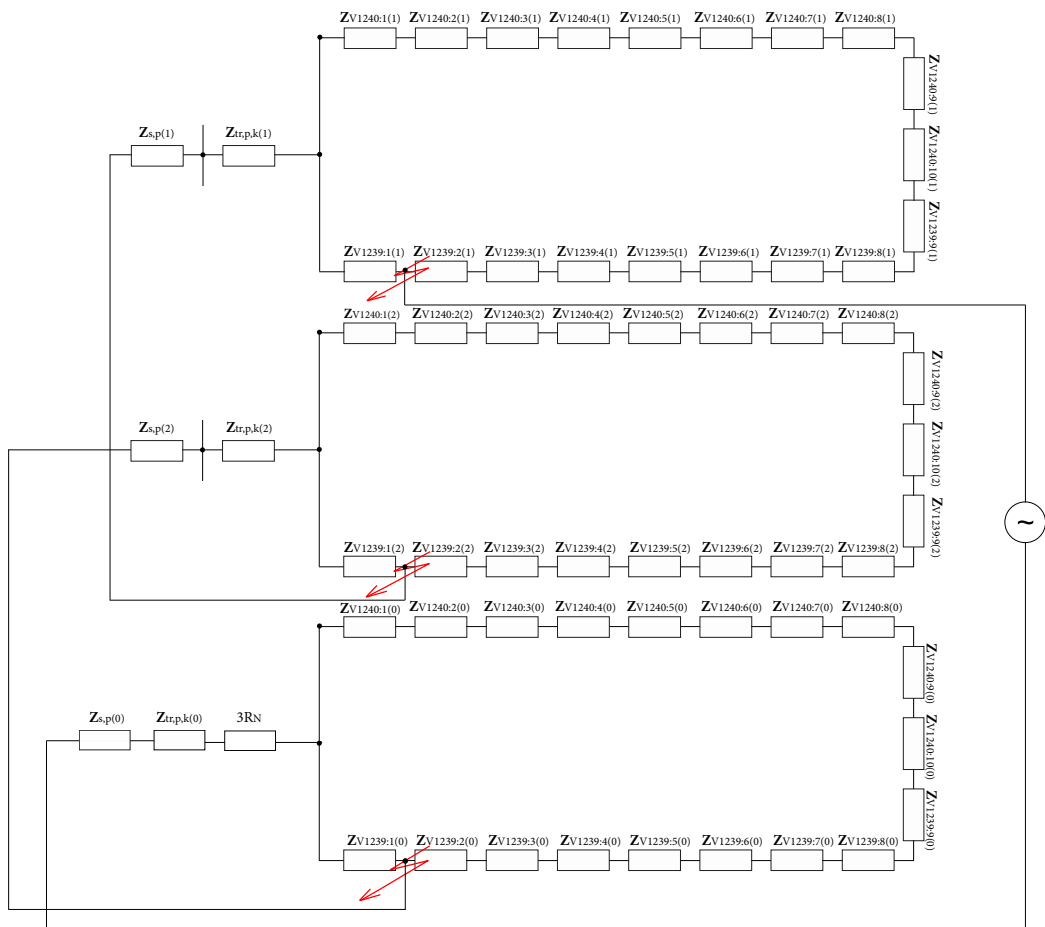 ZV1240:1(1) ZV1240:2(1) ZV1240:3(1) ZV1240:4(1) ZV1240:5(1) ZV1240:6(1) ZV1240:7(1) ZV1240:8(1)
ZV1240:9(1)
ZV1240:10(1)
ZV1239:9(1)
Zs,p(1) Ztr,p,k(1)
ZV1239:1(1) ZV1239:2(1) ZV1239:3(1) ZV1239:4(1) ZV1239:5(1) ZV1239:6(1) ZV1239:7(1) ZV1239:8(1)
ZV1240:1(2) ZV1240:2(2) ZV1240:3(2) ZV1240:4(2) ZV1240:5(2) ZV1240:6(2) ZV1240:7(2) ZV1240:8(2)
ZV1240:9(2)
ZV1240:10(2)
ZV1239:9(2)
Zs,p(2) Ztr,p,k(2)
~
ZV1239:1(2) ZV1239:2(2) ZV1239:3(2) ZV1239:4(2) ZV1239:5(2) ZV1239:6(2) ZV1239:7(2) ZV1239:8(2)
ZV1240:1(0) ZV1240:2(0) ZV1240:3(0) ZV1240:4(0) ZV1240:5(0) ZV1240:6(0) ZV1240:7(0) ZV1240:8(0)
ZV1240:9(0)
ZV1240:10(0)
ZV1239:9(0)
Zs,p(0) Ztr,p,k(0) 3RN
ZV1239:1(0) ZV1239:2(0) ZV1239:3(0) ZV1239:4(0) ZV1239:5(0) ZV1239:6(0) ZV1239:7(0) ZV1239:8(0)